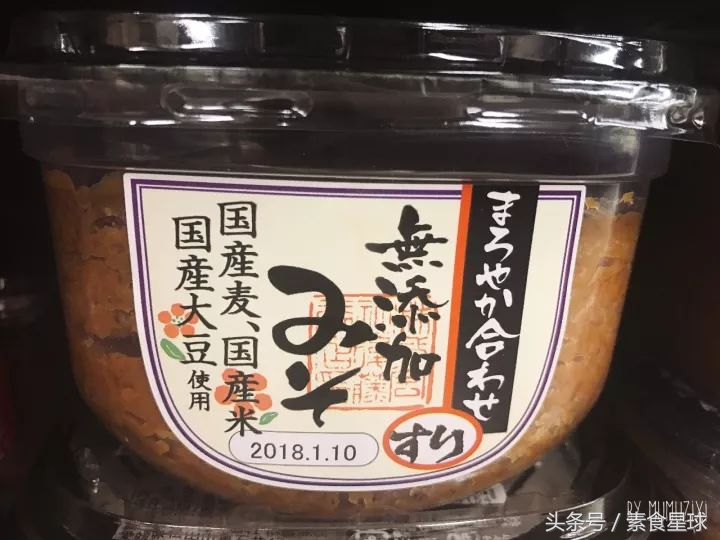 まろやか合わせ
無添加
みそ
すり
国産麦、国産米
国産大豆使用
2018.1.10
BY MUMUZIYI
头条号 / 素食星球